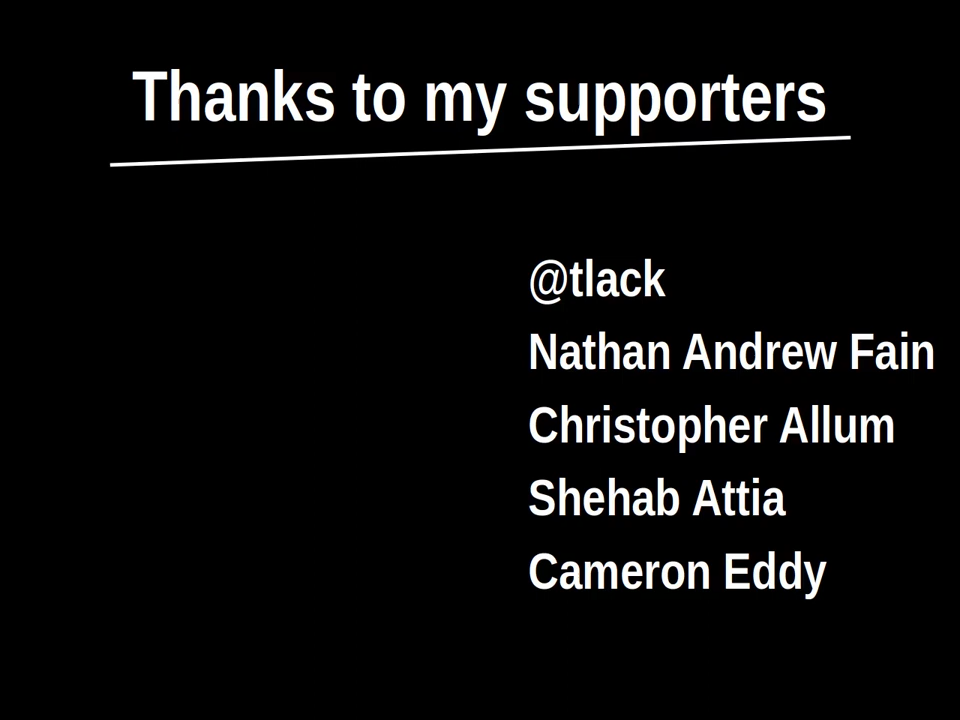 Thanks to my supporters
@tlack
Nathan Andrew Fain
Christopher Allum
Shehab Attia
Cameron Eddy